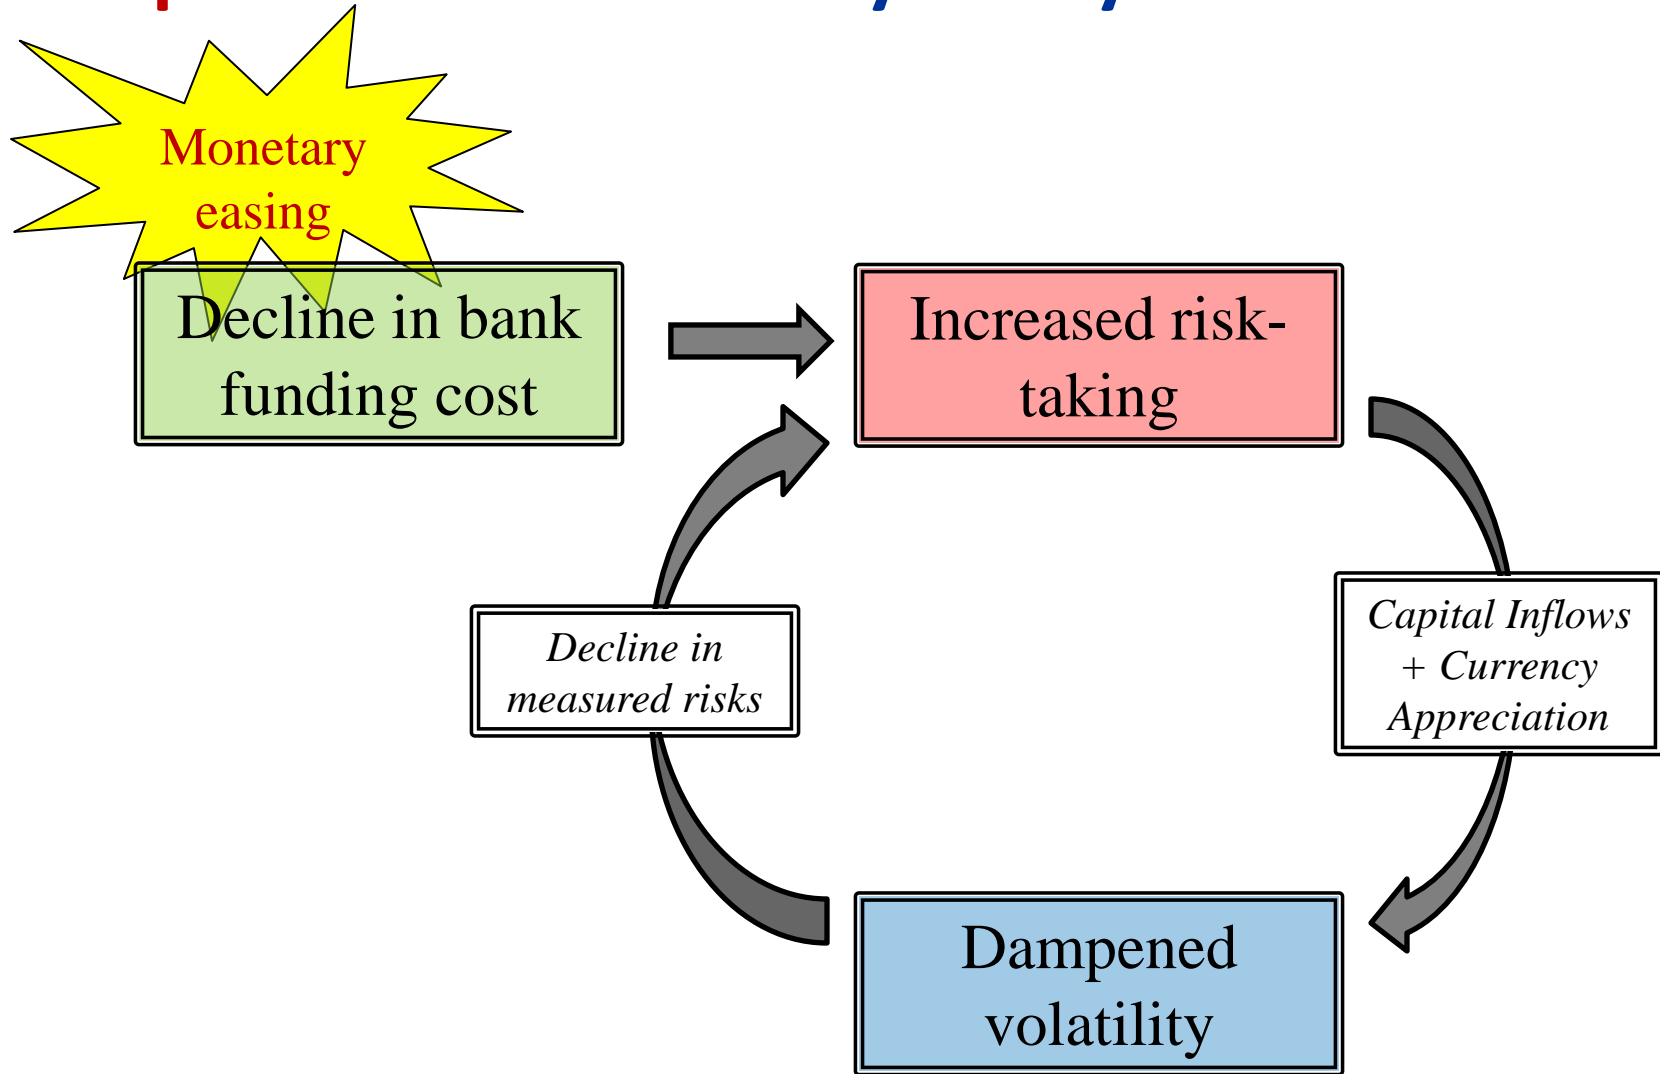 Monetary
easing
Decline in bank
funding cost
Increased risk-
taking
Capital Inflows
+ Currency
Appreciation
Decline in
measured risks
Dampened
volatility